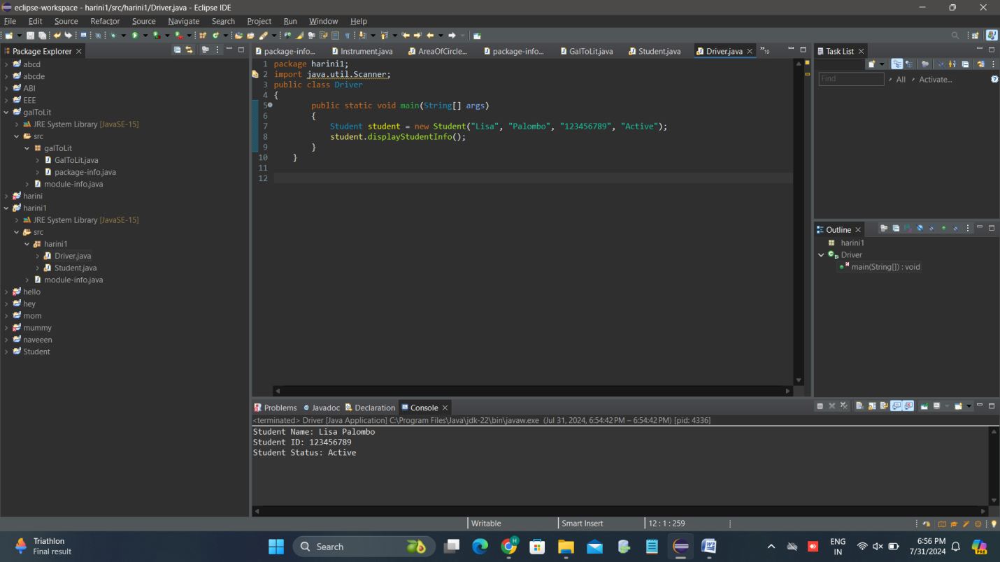 eclipse-workspace - harini1/src/harini1/Driver.java - Eclipse IDE
File Edit Source Refactor Source Navigate Search Project Run Window Help
Package Explorer
abcd
abcde
ABI
EEE
galToLit
JRE System Library [JavaSE-15]
src
galToLit
GalToLit.java
package-info.java
module-info.java
harini
harini1
JRE System Library [JavaSE-15]
src
harini1
Driver.java
Student.java
module-info.java
hello
hey
mom
mummy
naveeen
Student
package-info... Instrument.java AreaOfCircle... package-info... GalToLit.java Student.java Driver.java 19
1 package harini1;
2 import java.util.Scanner;
3 public class Driver
4 {
5 public static void main(String[] args)
6 {
7 Student student = new Student("Lisa", "Palombo", "123456789", "Active");
8 student.displayStudentInfo();
9 }
10 }
11
12
Task List
Find All Activate...
Outline
harini1
Driver
main(String[]) : void
Problems Javadoc Declaration Console
<terminated> Driver [Java Application] C:\Program Files\Java\jdk-22\bin\javaw.exe (Jul 31, 2024, 6:54:42 PM – 6:54:42 PM) [pid: 4336]
Student Name: Lisa Palombo
Student ID: 123456789
Student Status: Active
Writable Smart Insert 12 : 1 : 259
Triathlon
Final result
Search
H
W
PRE
ENG
IN
6:56 PM
7/31/2024